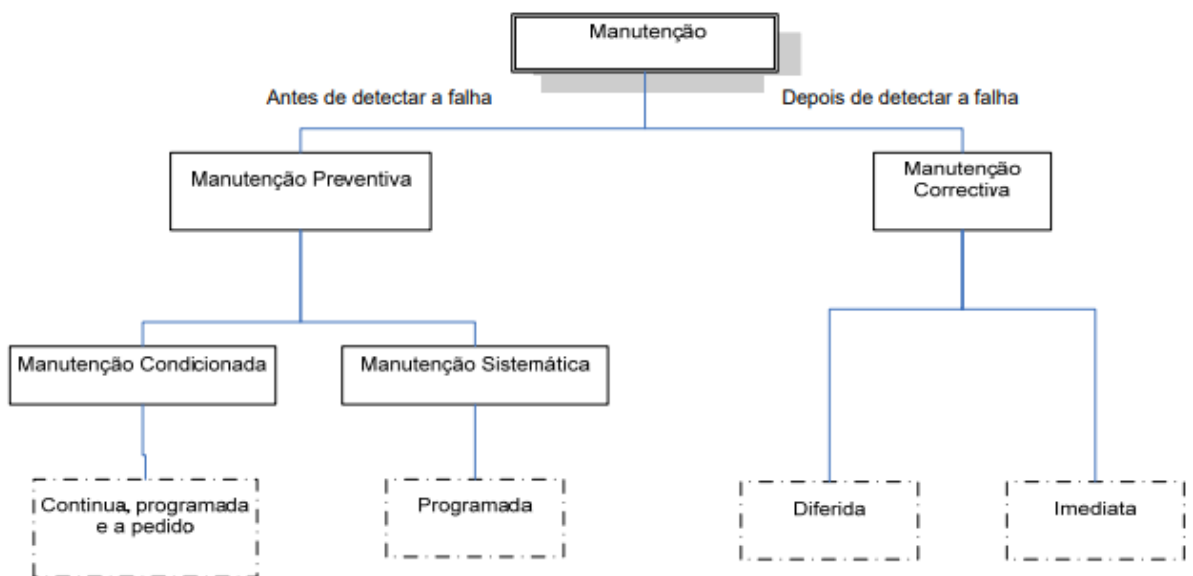 Manutenção
Antes de detectar a falha
Depois de detectar a falha
Manutenção Preventiva
Manutenção
Correctiva
Manutenção Condicionada
Manutenção Sistemática
Continua, programada
e a pedido
Programada
Diferida
Imediata